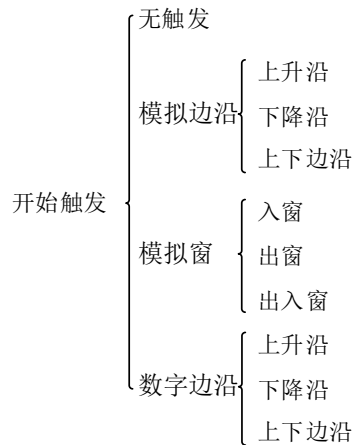 无触发
模拟边沿
上升沿
下降沿
上下边沿
开始触发
模拟窗
入窗
出窗
出入窗
数字边沿
上升沿
下降沿
上下边沿